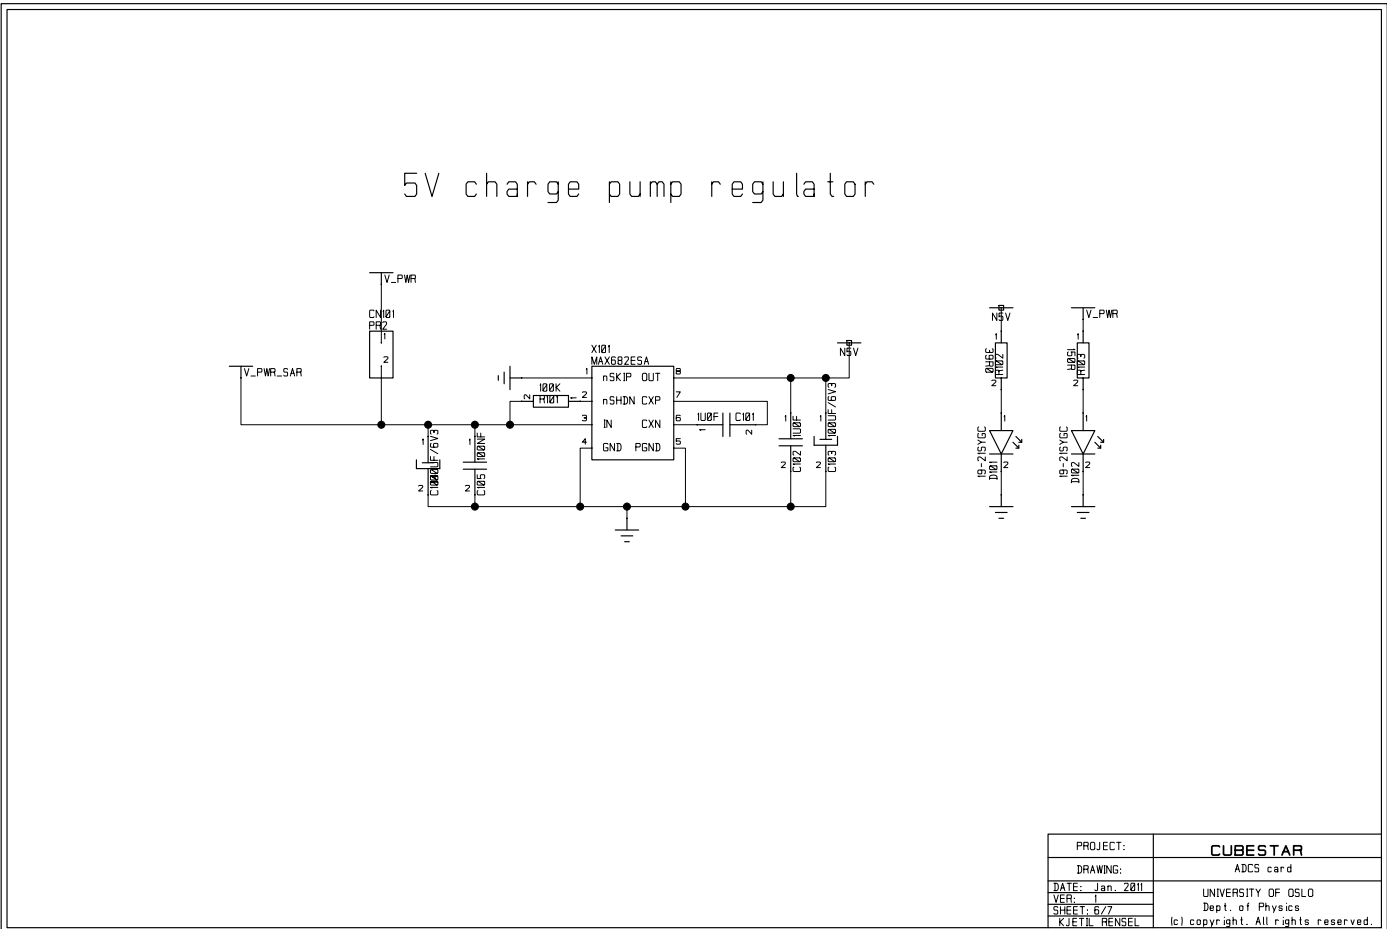 5V charge pump regulator
V_PWR
CN101
PR2
1
2
V_PWR_SAR
X101
MAX682ESA
1 nSKIP OUT 8
2 nSHDN CXP 7
3 IN CXN 6
4 GND PGND 5
100K
2 R101 1
1U0F C101
1 2
N5V
1 100NF
2 C105
1 1U0F
2 C102
1 100UF/6V3
2 C103
1
2
N5V
1
R102
2
1
19-21SYGC
D101
2
V_PWR
1
150R
R103
2
1
19-21SYGC
D102
2
PROJECT: CUBESTAR
DRAWING: ADCS card
DATE: Jan. 2011
VER: 1
SHEET: 6/7
KJETIL RENSEL
UNIVERSITY OF OSLO
Dept. of Physics
(c) copyright. All rights reserved.